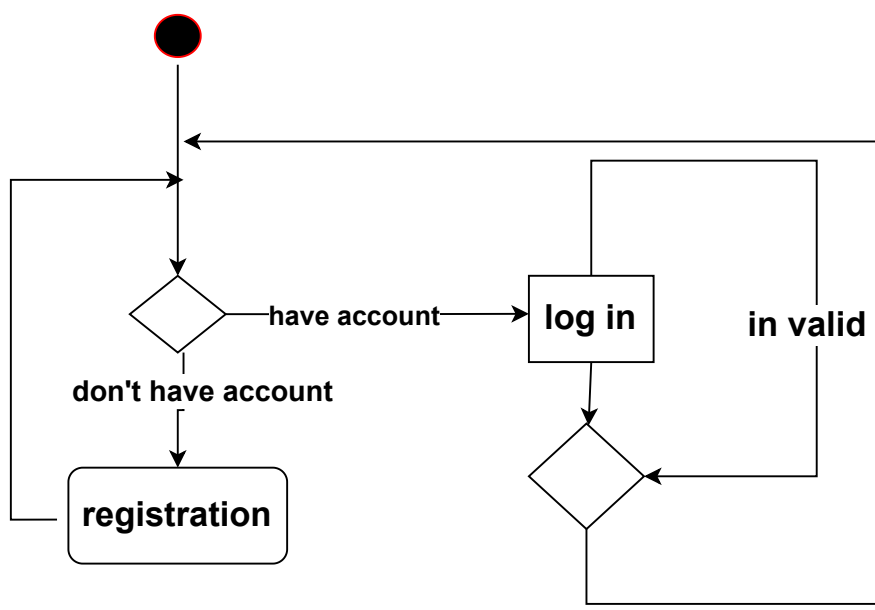 have account
log in
in valid
don't have account
registration